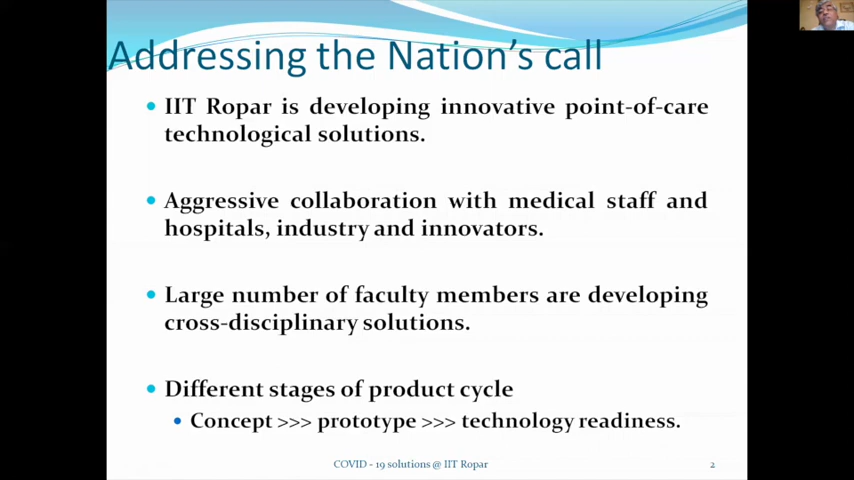 Addressing the Nation's call
• IIT Ropar is developing innovative point-of-care
technological solutions.
• Aggressive collaboration with medical staff and
hospitals, industry and innovators.
• Large number of faculty members are developing
cross-disciplinary solutions.
• Different stages of product cycle
• Concept >>> prototype >>> technology readiness.
COVID - 19 solutions @ IIT Ropar
2